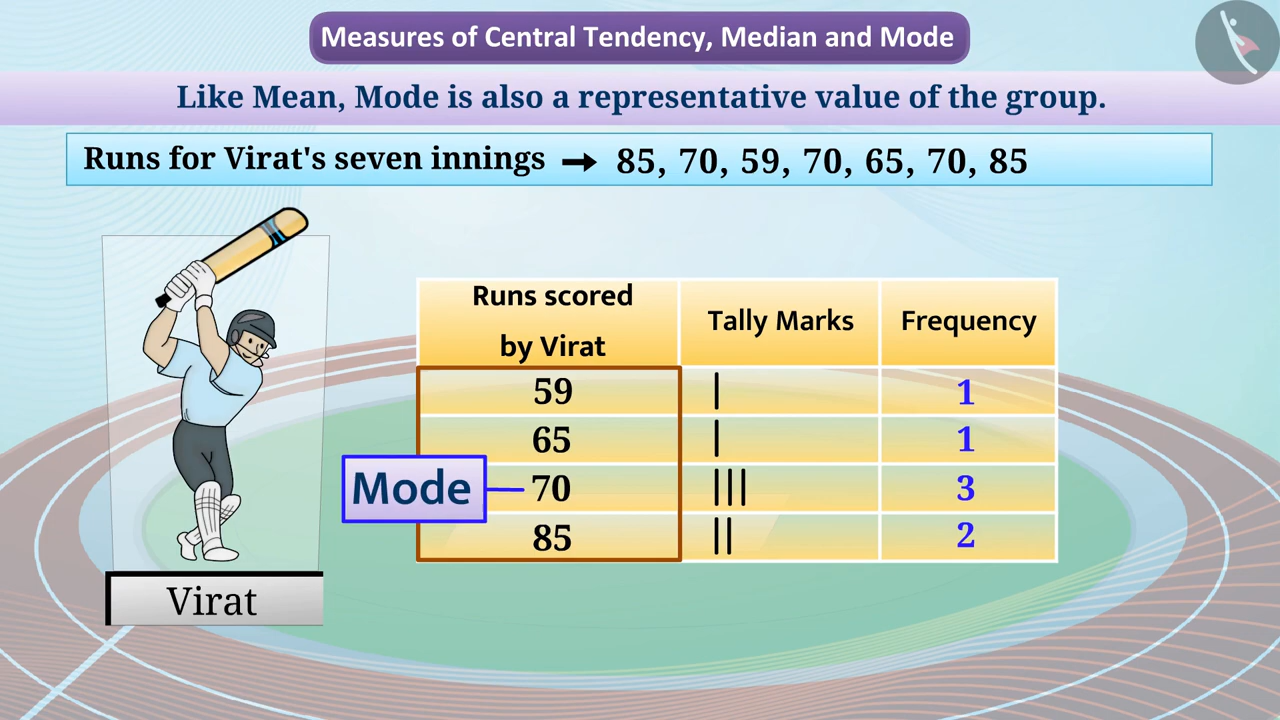 Measures of Central Tendency, Median and Mode
Like Mean, Mode is also a representative value of the group.
Runs for Virat's seven innings → 85, 70, 59, 70, 65, 70, 85
Runs scored by Virat Tally Marks Frequency
59 | 1
65 | 1
Mode 70 ||| 3
85 || 2
Virat